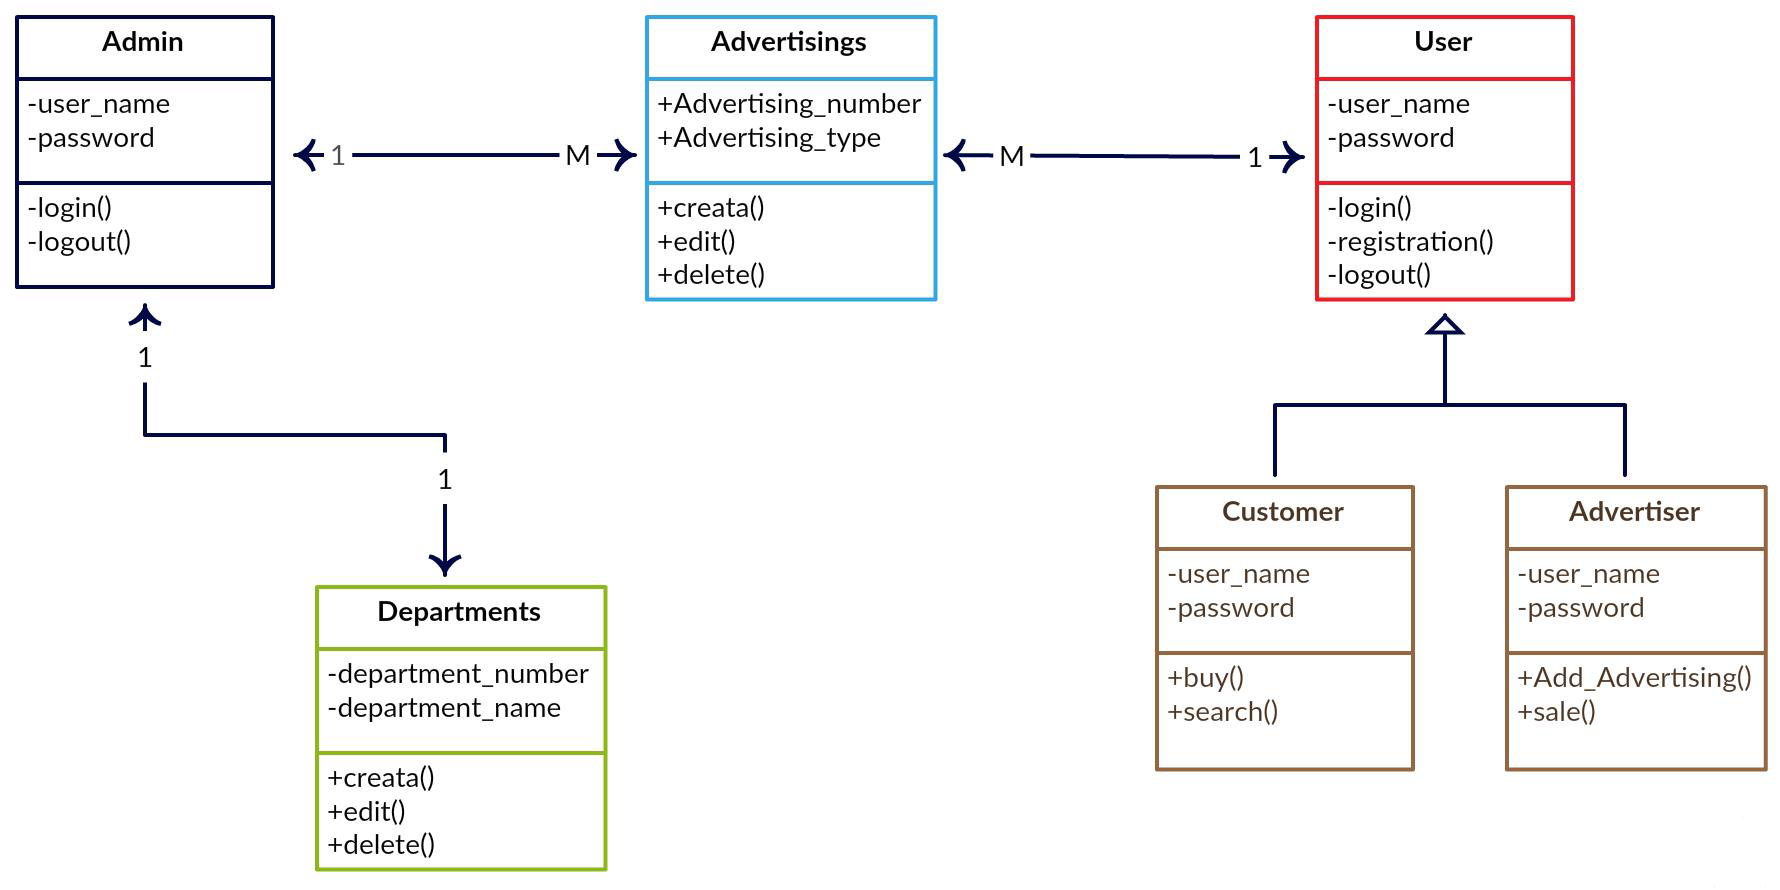 Admin
-user_name
-password
-login()
-logout()
1
M
Advertisings
+Advertising_number
+Advertising_type
+creata()
+edit()
+delete()
M
1
User
-user_name
-password
-login()
-registration()
-logout()
1
1
Departments
-department_number
-department_name
+creata()
+edit()
+delete()
Customer
-user_name
-password
+buy()
+search()
Advertiser
-user_name
-password
+Add_Advertising()
+sale()